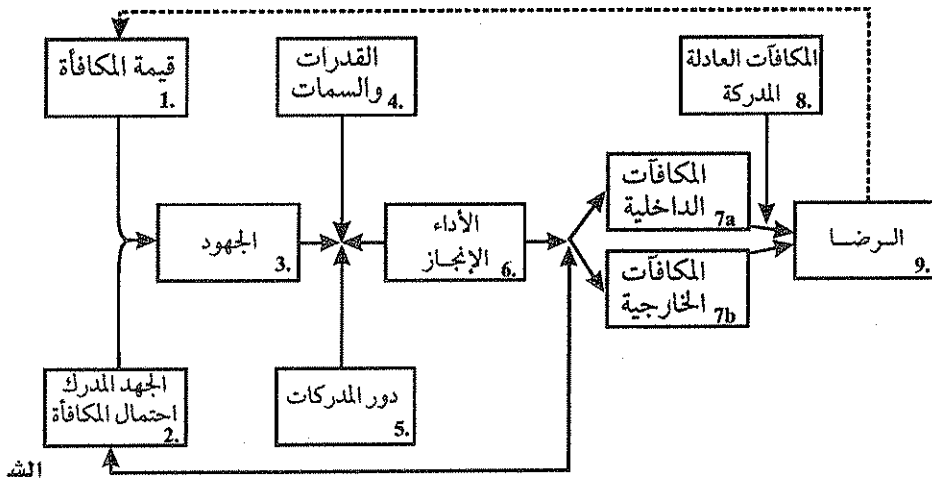 قيمة المكافأة
1.
الجهد المدرك
احتمال المكافأة
2.
الجهود
3.
القدرات
والسمات
4.
دور المدركات
5.
الأداء
الإنجاز
6.
المكافآت
الداخلية
7a
المكافآت
الخارجية
7b
المكافآت العادلة
المدركة
8.
الرضا
9.